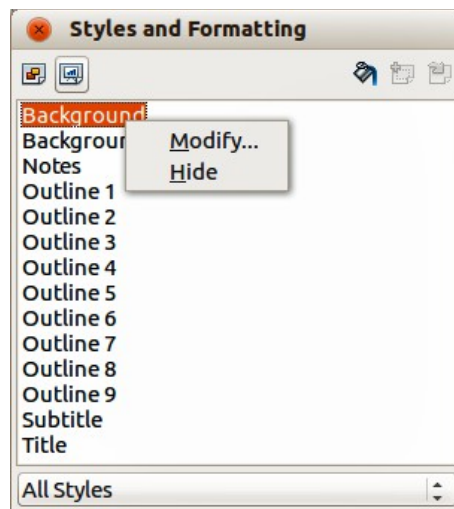 Styles and Formatting
Background
Backgroun
Modify...
Notes
Hide
Outline 1
Outline 2
Outline 3
Outline 4
Outline 5
Outline 6
Outline 7
Outline 8
Outline 9
Subtitle
Title
All Styles